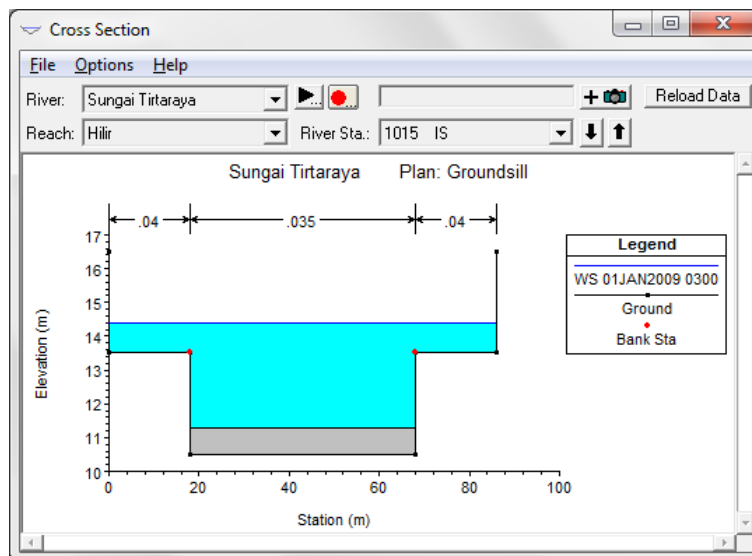 Cross Section
File Options Help
River: Sungai Tirtaraya Reload Data
Reach: Hilir River Sta.: 1015 IS
Sungai Tirtaraya Plan: Groundsill
.04 .035 .04
17
16
15
14
13
12
11
10
0 20 40 60 80 100
Elevation (m)
Station (m)
Legend
WS 01JAN2009 0300
Ground
Bank Sta